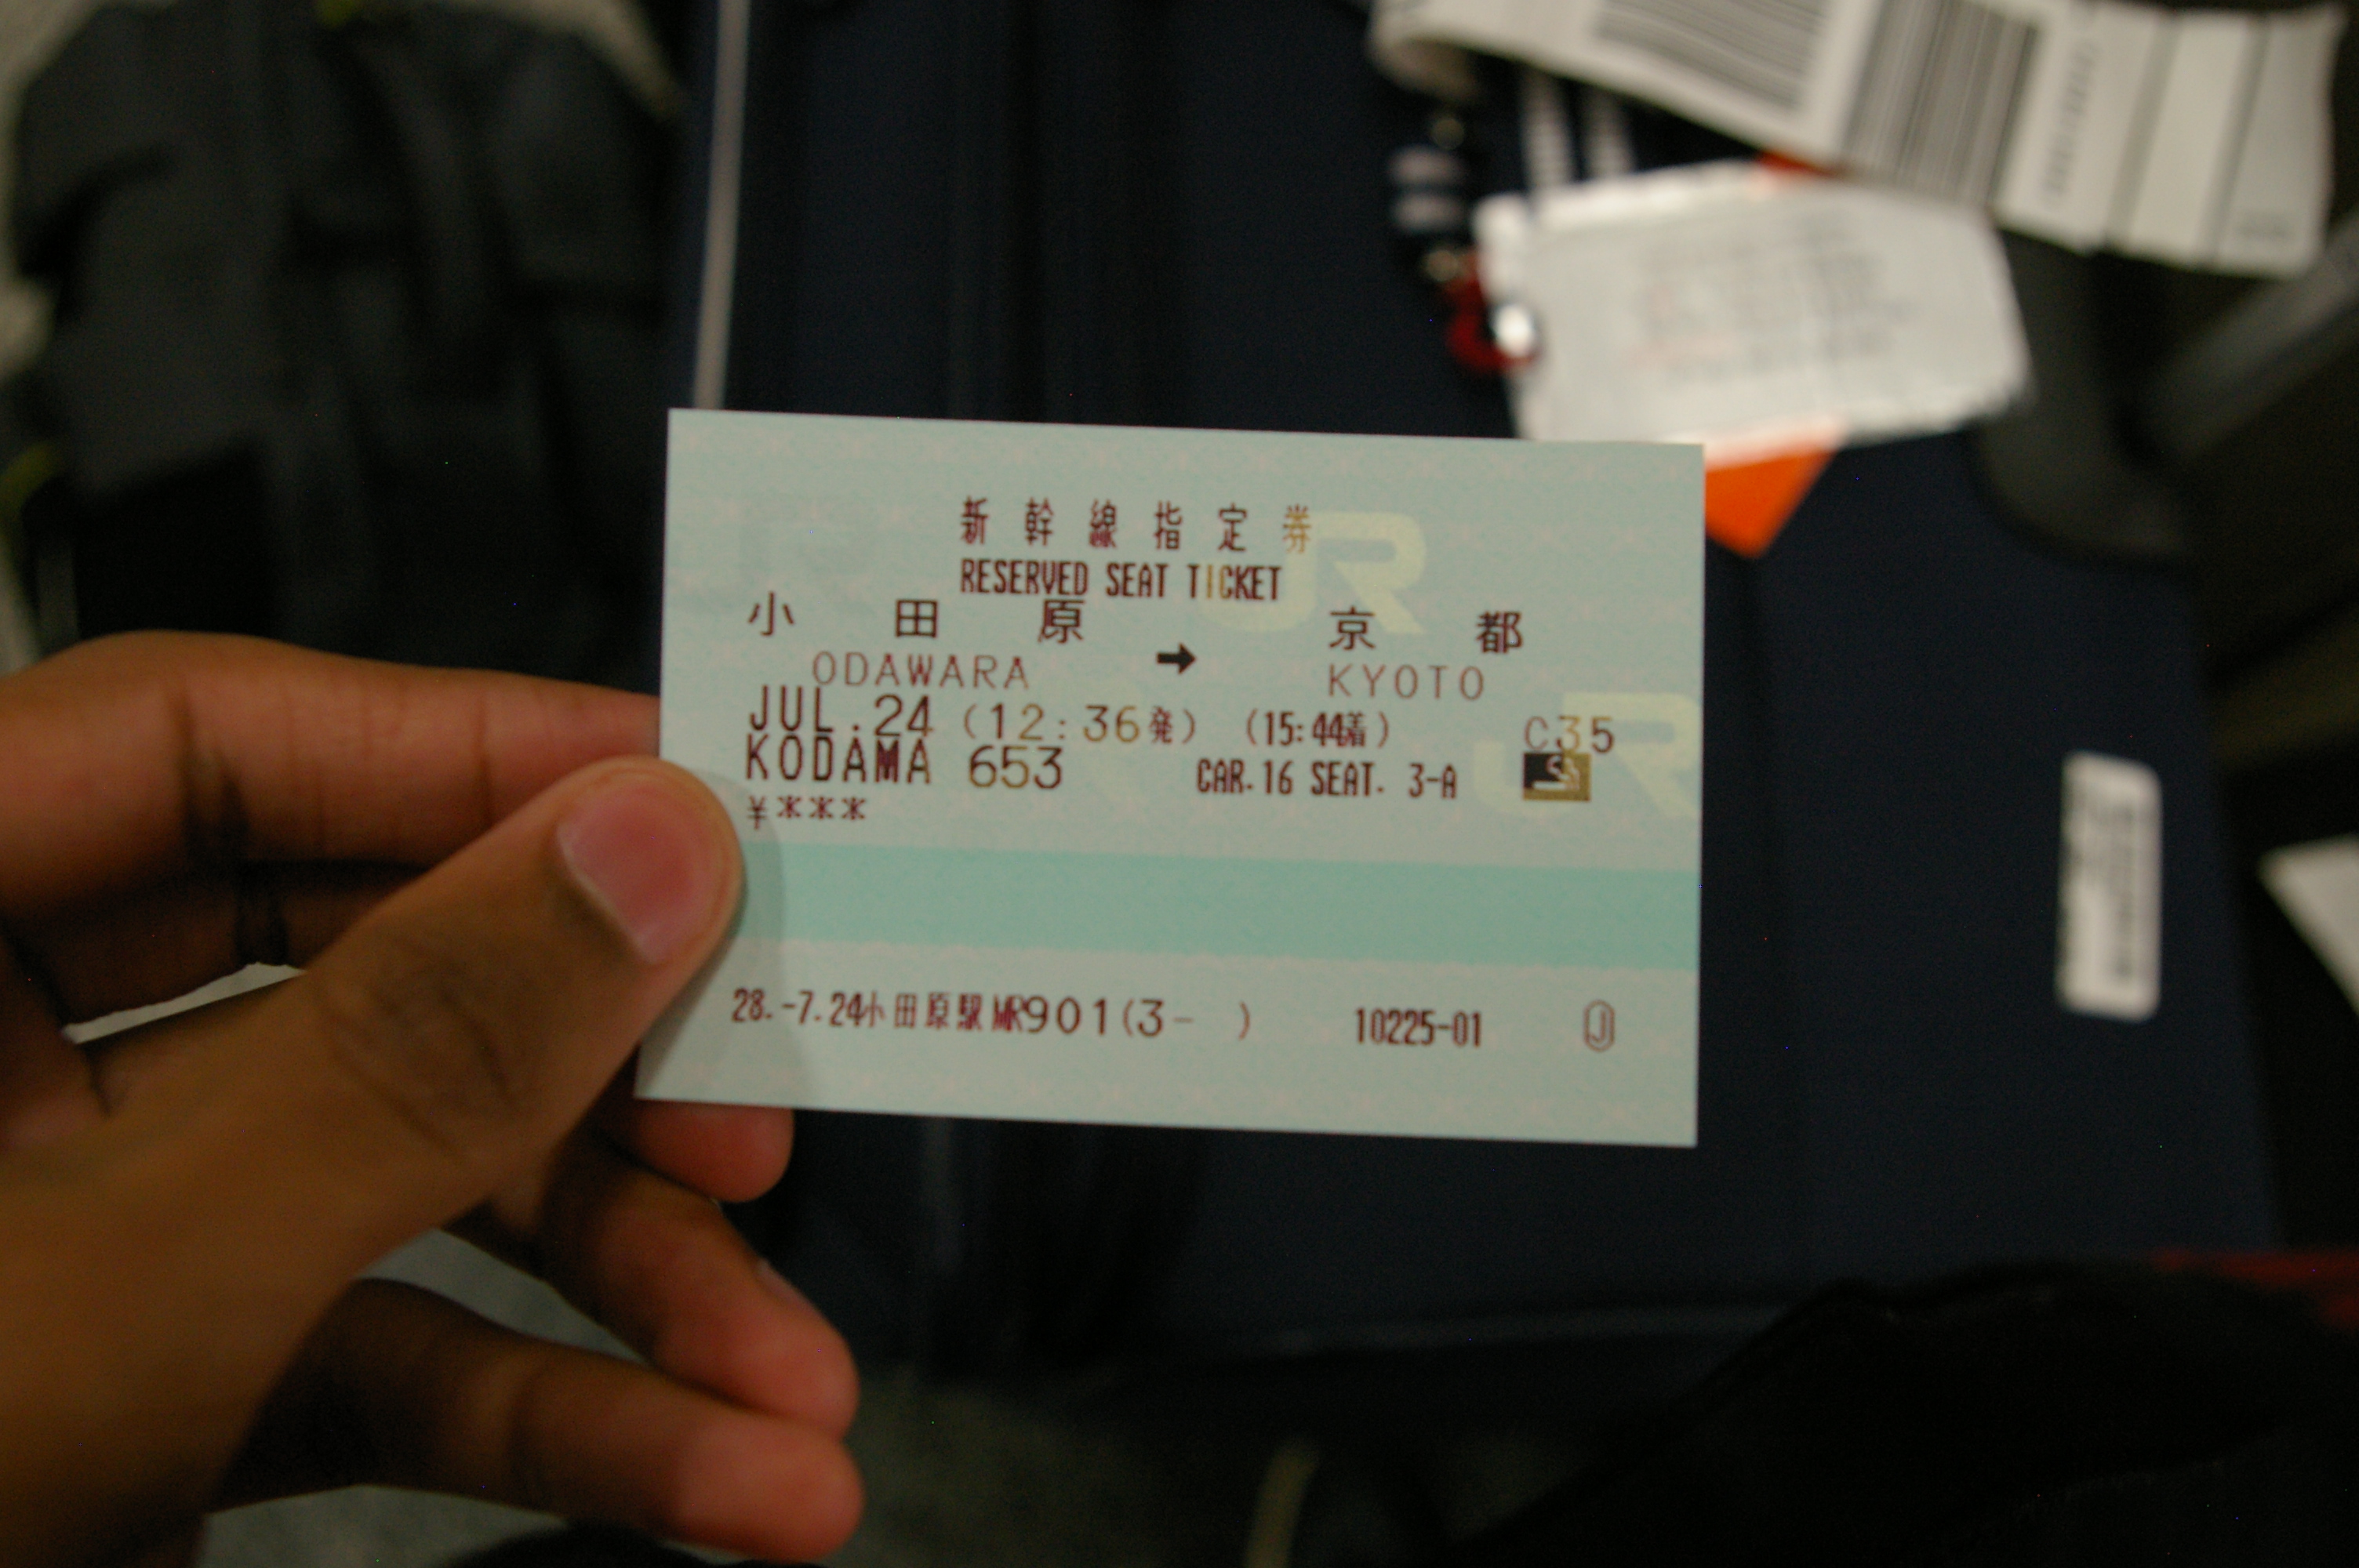 新幹線指定券
RESERVED SEAT TICKET
小田原 → 京都
ODAWARA KYOTO
JUL.24 (12:36発) (15:44着) C35
KODAMA 653 CAR.16 SEAT. 3-A
¥***
28.-7.24小田原駅MR901(3- ) 10225-01 Ⓙ
JR
JR